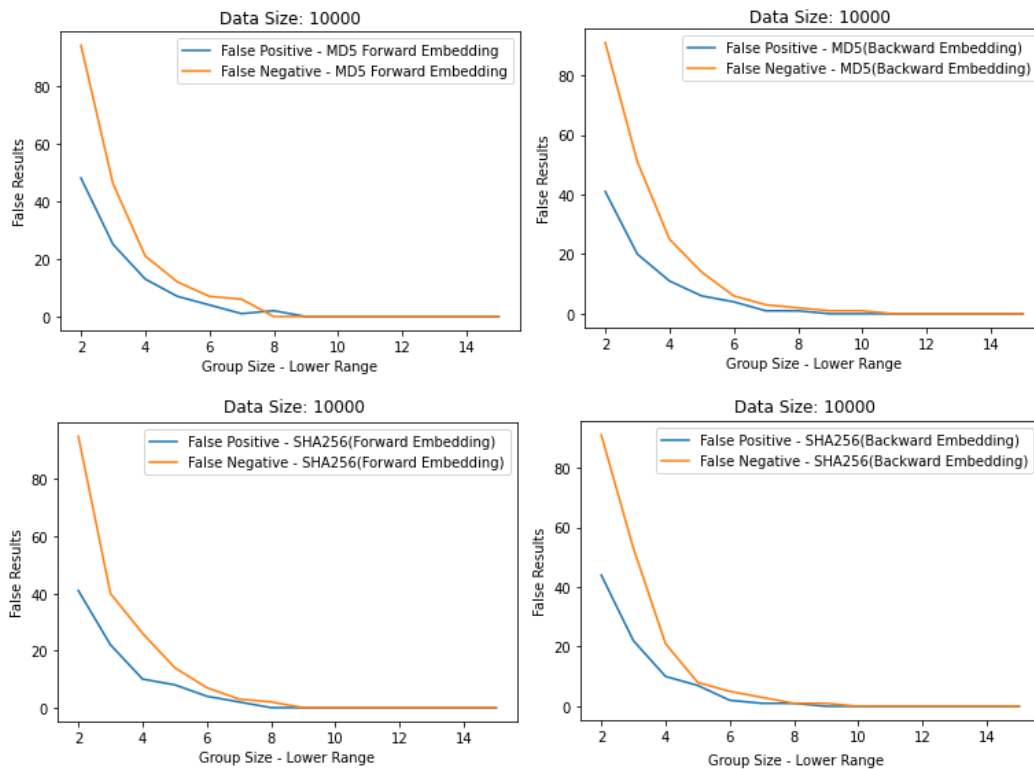 Data Size: 10000
False Positive - MD5 Forward Embedding
False Negative - MD5 Forward Embedding
False Results
80
60
40
20
0
2 4 6 8 10 12 14
Group Size - Lower Range
Data Size: 10000
False Positive - MD5(Backward Embedding)
False Negative - MD5(Backward Embedding)
False Results
80
60
40
20
0
2 4 6 8 10 12 14
Group Size - Lower Range
Data Size: 10000
False Positive - SHA256(Forward Embedding)
False Negative - SHA256(Forward Embedding)
False Results
80
60
40
20
0
2 4 6 8 10 12 14
Group Size - Lower Range
Data Size: 10000
False Positive - SHA256(Backward Embedding)
False Negative - SHA256(Backward Embedding)
False Results
80
60
40
20
0
2 4 6 8 10 12 14
Group Size - Lower Range